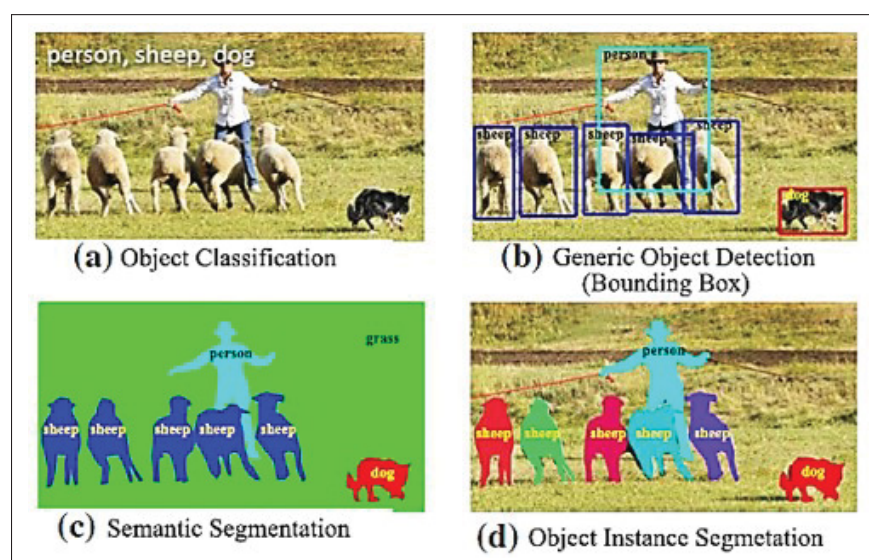 person, sheep, dog
(a) Object Classification
person
sheep
sheep
sheep
sheep
sheep
dog
(b) Generic Object Detection
(Bounding Box)
grass
person
sheep
sheep
sheep
sheep
sheep
dog
(c) Semantic Segmentation
person
sheep
sheep
sheep
sheep
sheep
dog
(d) Object Instance Segmetation